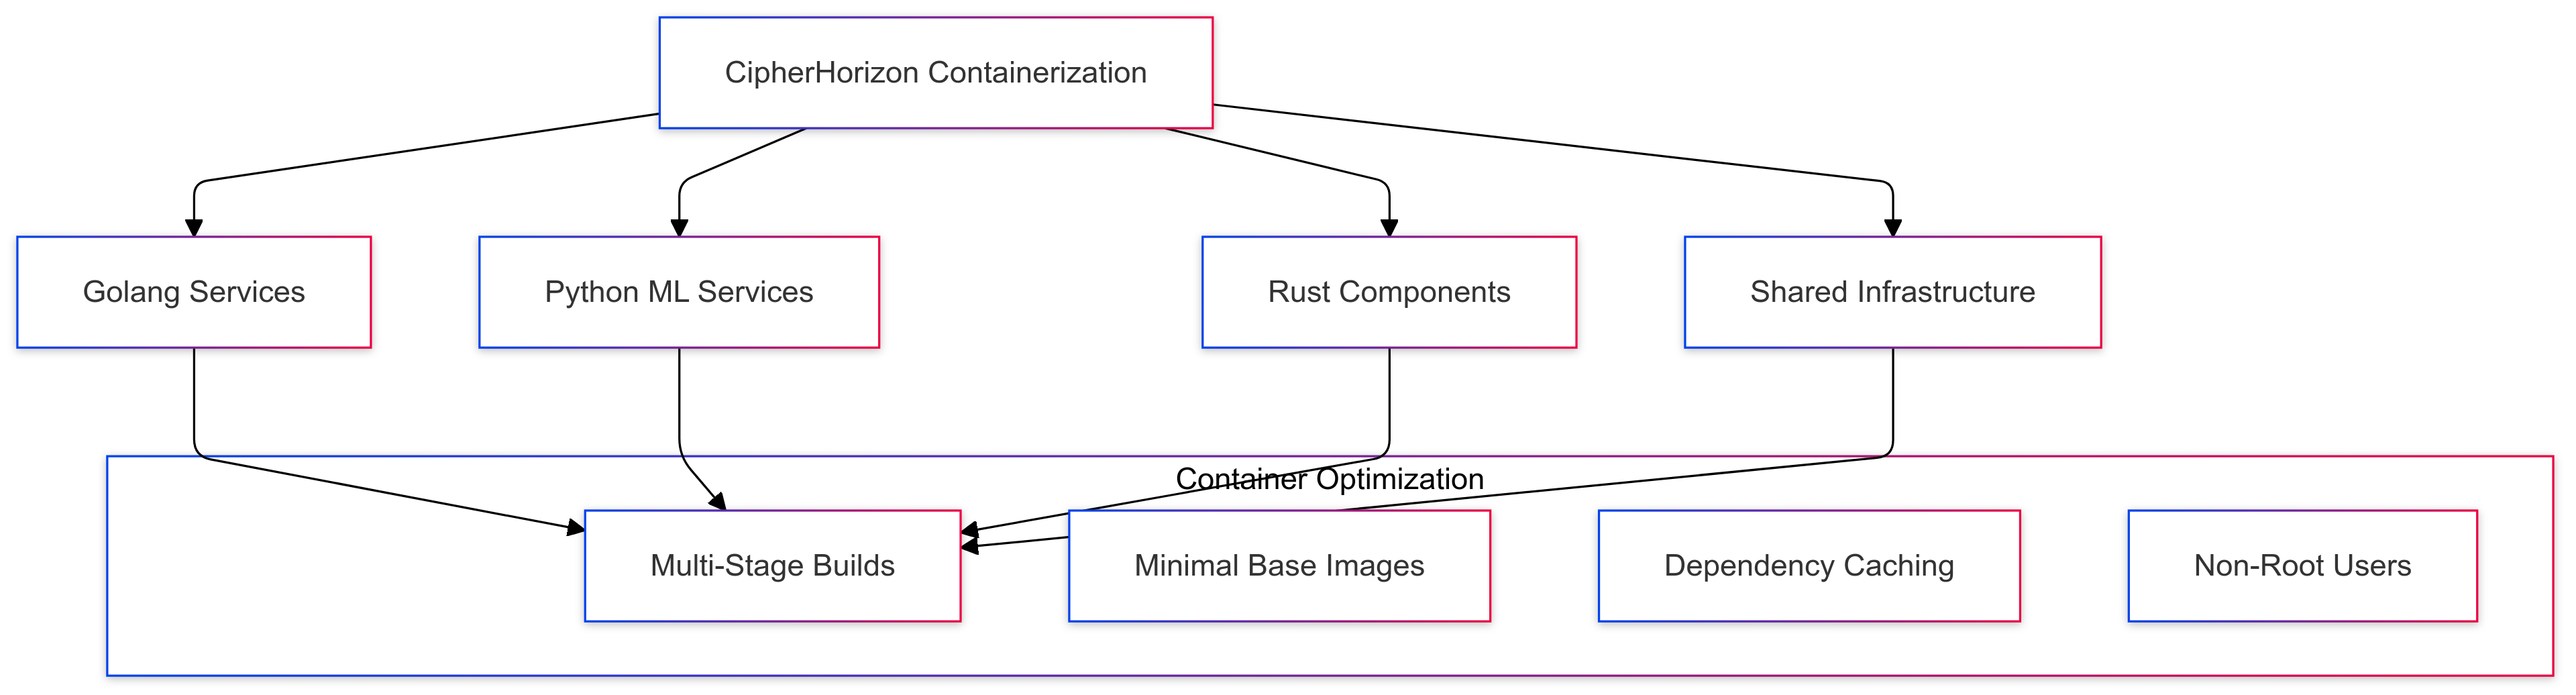 CipherHorizon Containerization
Golang Services
Python ML Services
Rust Components
Shared Infrastructure
Container Optimization
Multi-Stage Builds
Minimal Base Images
Dependency Caching
Non-Root Users